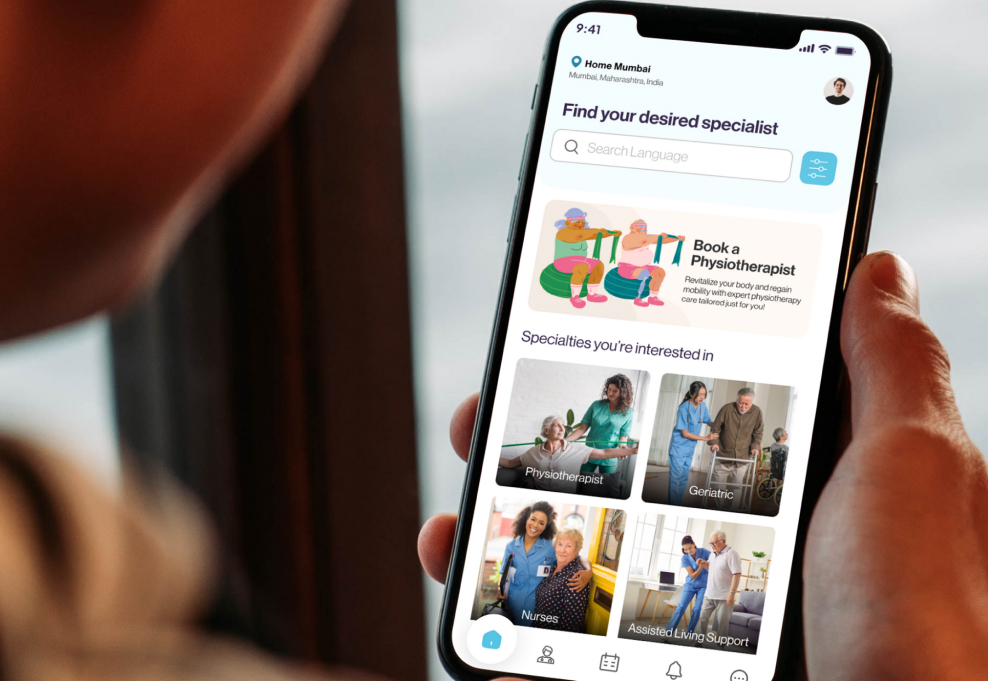 9:41
Home Mumbai
Mumbai, Maharashtra, India
Find your desired specialist
Search Language
Book a
Physiotherapist
Revitalize your body and regain
mobility with expert physiotherapy
care tailored just for you!
Specialties you're interested in
Physiotherapist
Geriatric
Nurses
Assisted Living Support